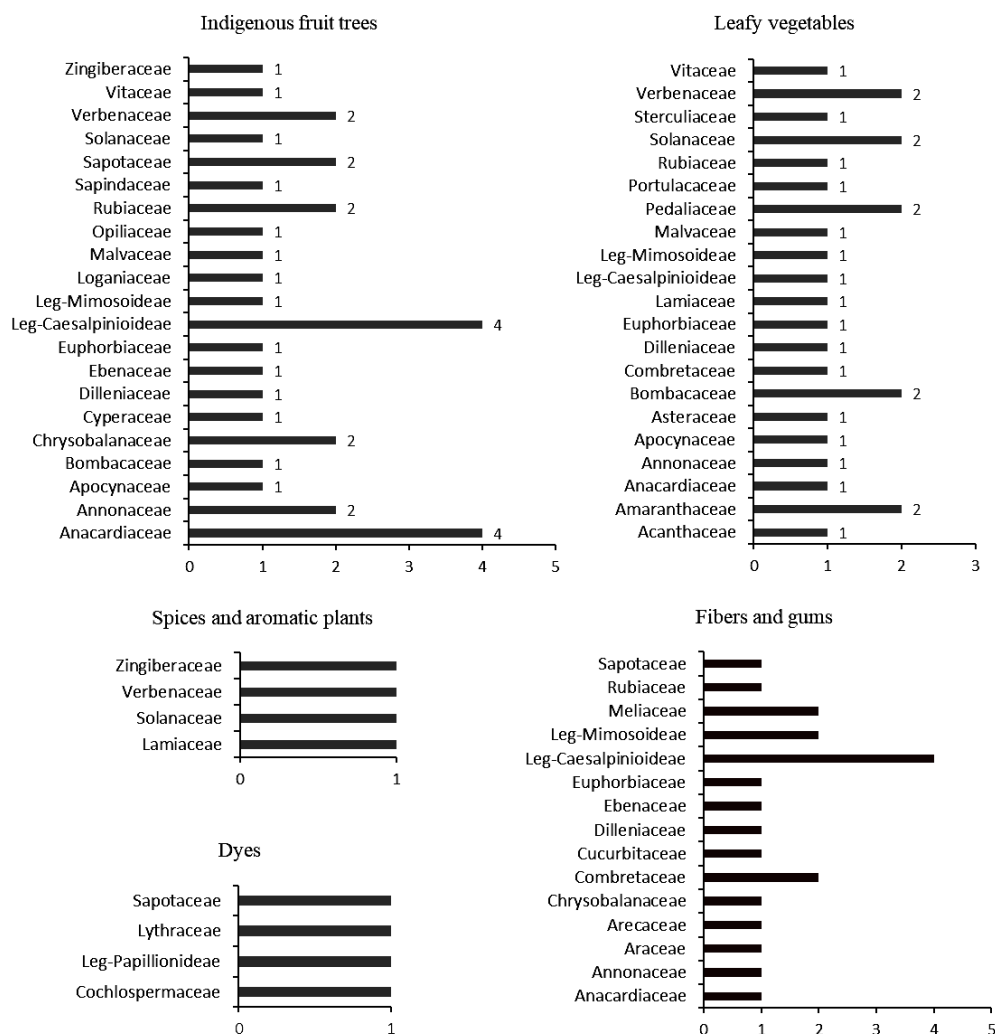 Indigenous fruit trees
Zingiberaceae 1
Vitaceae 1
Verbenaceae 2
Solanaceae 1
Sapotaceae 2
Sapindaceae 1
Rubiaceae 2
Opiliaceae 1
Malvaceae 1
Loganiaceae 1
Leg-Mimosoideae 1
Leg-Caesalpinioideae 4
Euphorbiaceae 1
Ebenaceae 1
Dilleniaceae 1
Cyperaceae 1
Chrysobalanaceae 2
Bombacaceae 1
Apocynaceae 1
Annonaceae 2
Anacardiaceae 4
0 1 2 3 4 5
Leafy vegetables
Vitaceae 1
Verbenaceae 2
Sterculiaceae 1
Solanaceae 2
Rubiaceae 1
Portulacaceae 1
Pedaliaceae 2
Malvaceae 1
Leg-Mimosoideae 1
Leg-Caesalpinioideae 1
Lamiaceae 1
Euphorbiaceae 1
Dilleniaceae 1
Combretaceae 1
Bombacaceae 2
Asteraceae 1
Apocynaceae 1
Annonaceae 1
Anacardiaceae 1
Amaranthaceae 2
Acanthaceae 1
0 1 2 3
Spices and aromatic plants
Zingiberaceae
Verbenaceae
Solanaceae
Lamiaceae
0 1
Fibers and gums
Sapotaceae
Rubiaceae
Meliaceae
Leg-Mimosoideae
Leg-Caesalpinioideae
Euphorbiaceae
Ebenaceae
Dilleniaceae
Cucurbitaceae
Combretaceae
Chrysobalanaceae
Arecaceae
Araceae
Annonaceae
Anacardiaceae
0 1 2 3 4 5
Dyes
Sapotaceae
Lythraceae
Leg-Papillionideae
Cochlospermaceae
0 1